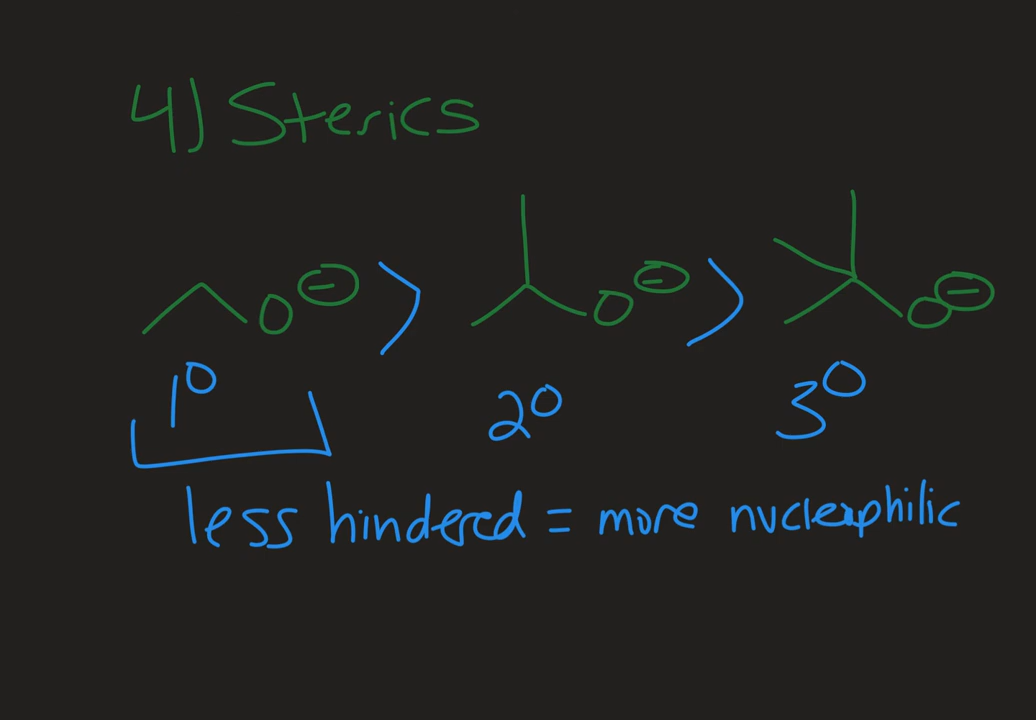 4) Sterics
O⊖ > O⊖ > O⊖
1° 2° 3°
less hindered = more nucleophilic